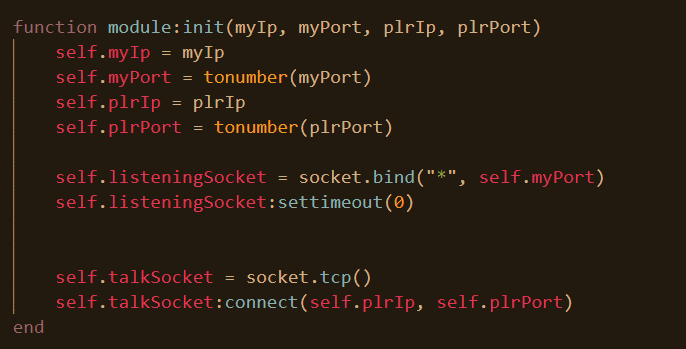 function module:init(myIp, myPort, plrIp, plrPort)
self.myIp = myIp
self.myPort = tonumber(myPort)
self.plrIp = plrIp
self.plrPort = tonumber(plrPort)
self.listeningSocket = socket.bind("*", self.myPort)
self.listeningSocket:settimeout(0)
self.talkSocket = socket.tcp()
self.talkSocket:connect(self.plrIp, self.plrPort)
end